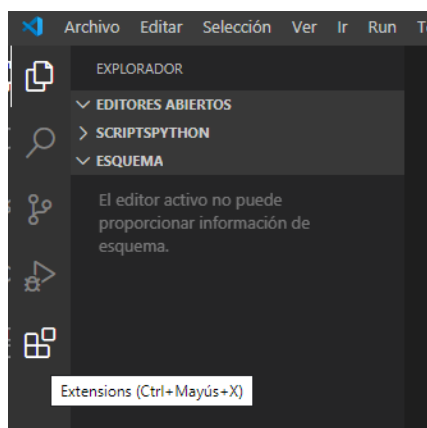 Archivo Editar Selección Ver Ir Run
EXPLORADOR
EDITORES ABIERTOS
SCRIPTSPYTHON
ESQUEMA
El editor activo no puede
proporcionar información de
esquema.
Extensions (Ctrl+Mayús+X)